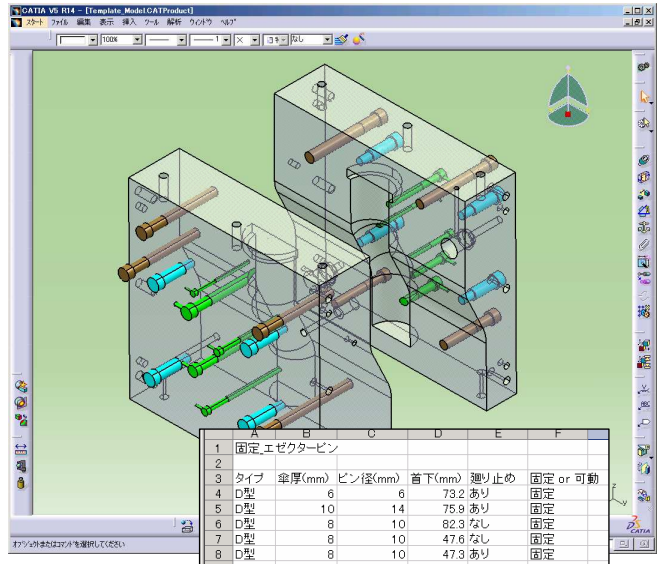 CATIA V5 R14 - [Template_Model.CATProduct]
スタート ファイル 編集 表示 挿入 ツール 解析 ウィンドウ ヘルプ
100% 1 なし
A B C D E F
1 固定_エゼクターピン
2
3 タイプ 傘厚(mm) ピン径(mm) 首下(mm) 廻り止め 固定 or 可動
4 D型 6 6 73.2 あり 固定
5 D型 10 14 75.9 あり 固定
6 D型 8 10 82.3 なし 固定
7 D型 8 10 47.6 なし 固定
8 D型 8 10 47.3 あり 固定
z
y
CATIA
オブジェクトまたはコマンドを選択してください